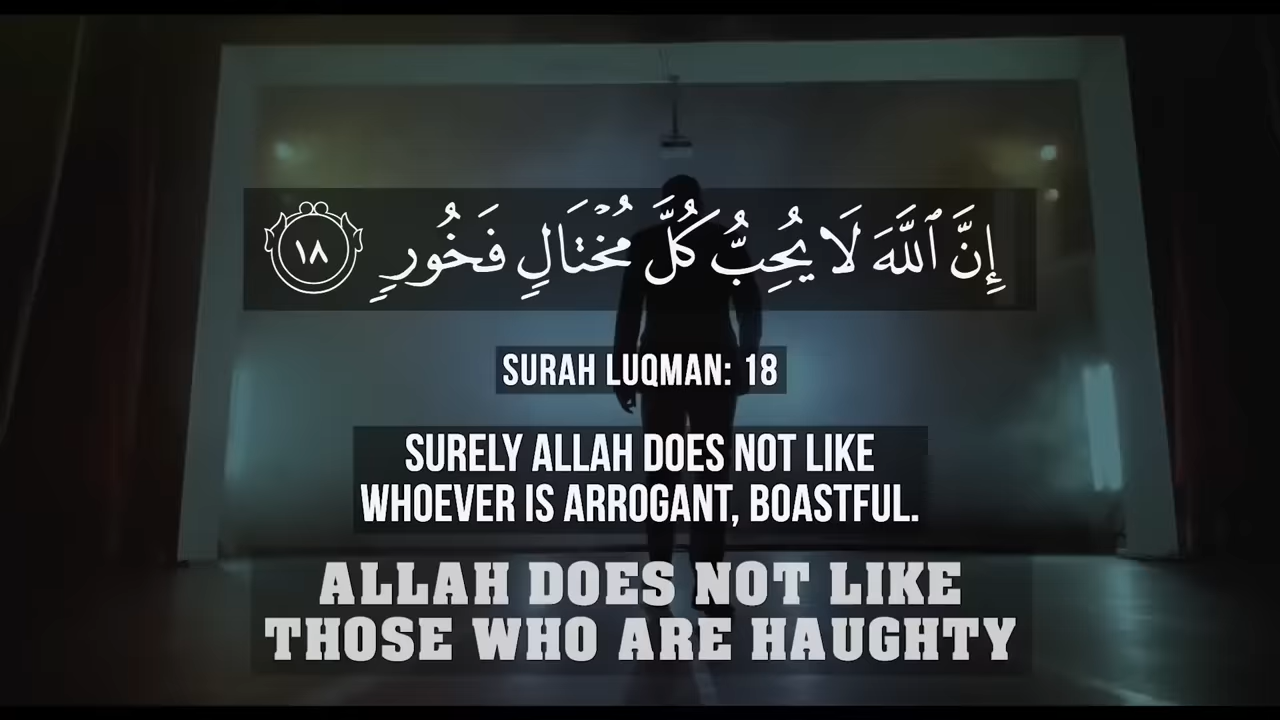 إِنَّ ٱللَّهَ لَا يُحِبُّ كُلَّ مُخْتَالٍ فَخُورٍ ١٨
SURAH LUQMAN: 18
SURELY ALLAH DOES NOT LIKE
WHOEVER IS ARROGANT, BOASTFUL.
ALLAH DOES NOT LIKE
THOSE WHO ARE HAUGHTY